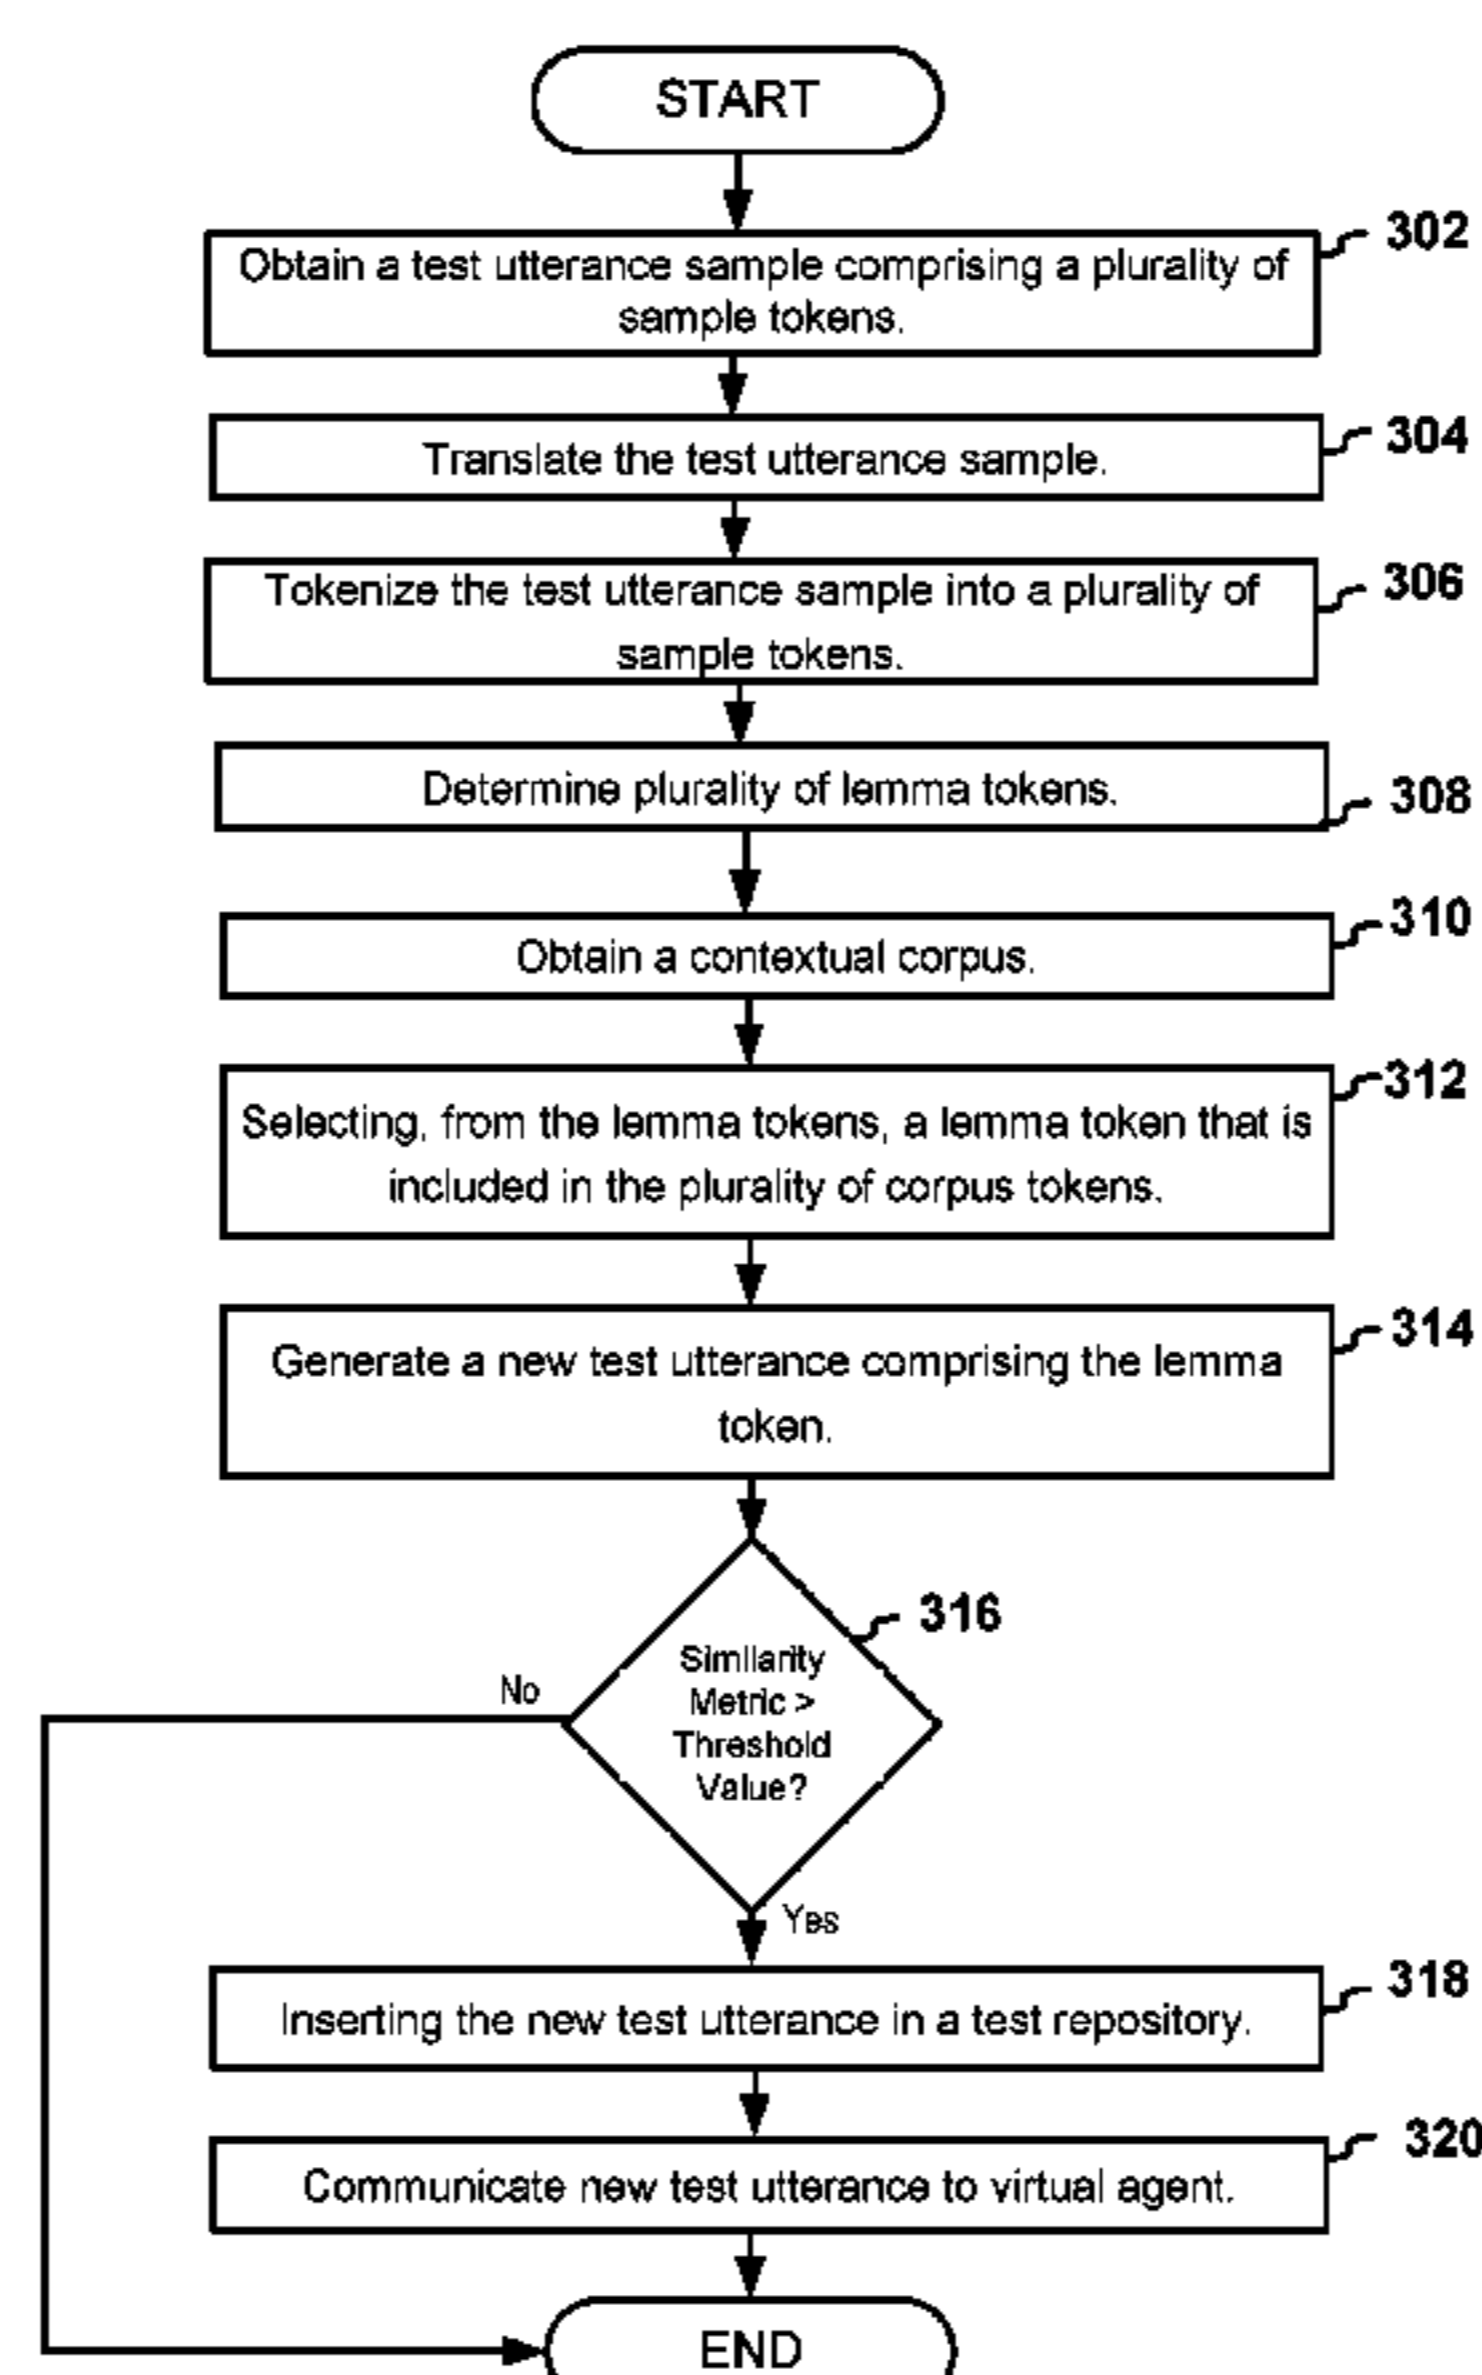 START
302
Obtain a test utterance sample comprising a plurality of
sample tokens.
304
Translate the test utterance sample.
306
Tokenize the test utterance sample into a plurality of
sample tokens.
Determine plurality of lemma tokens.
308
310
Obtain a contextual corpus.
312
Selecting, from the lemma tokens, a lemma token that is
included in the plurality of corpus tokens.
314
Generate a new test utterance comprising the lemma
token.
316
Similarity
Metric >
Threshold
Value?
No
Yes
318
Inserting the new test utterance in a test repository.
320
Communicate new test utterance to virtual agent.
END